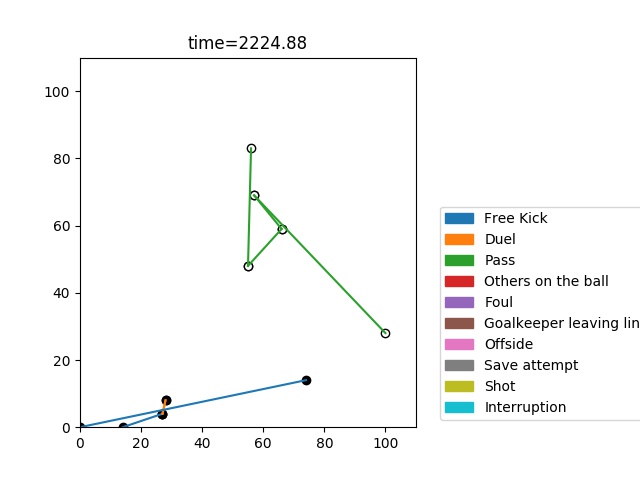 time=2224.88
100
80
60
40
20
0
0 20 40 60 80 100
Free Kick
Duel
Pass
Others on the ball
Foul
Goalkeeper leaving lin
Offside
Save attempt
Shot
Interruption